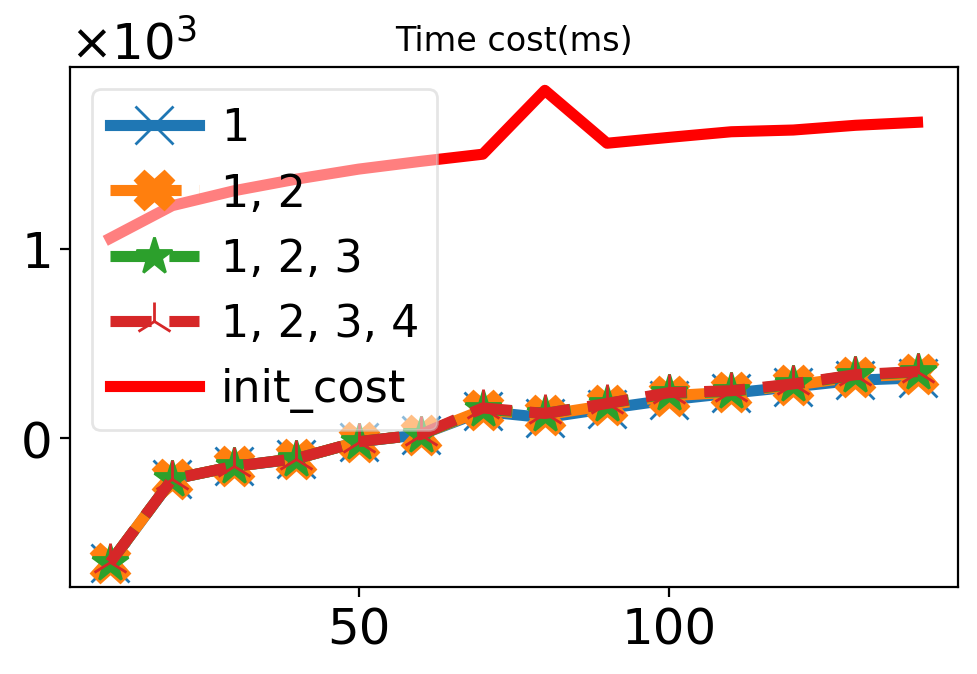 ×10³
Time cost(ms)
1
1, 2
1, 2, 3
1, 2, 3, 4
init_cost
1
0
50
100